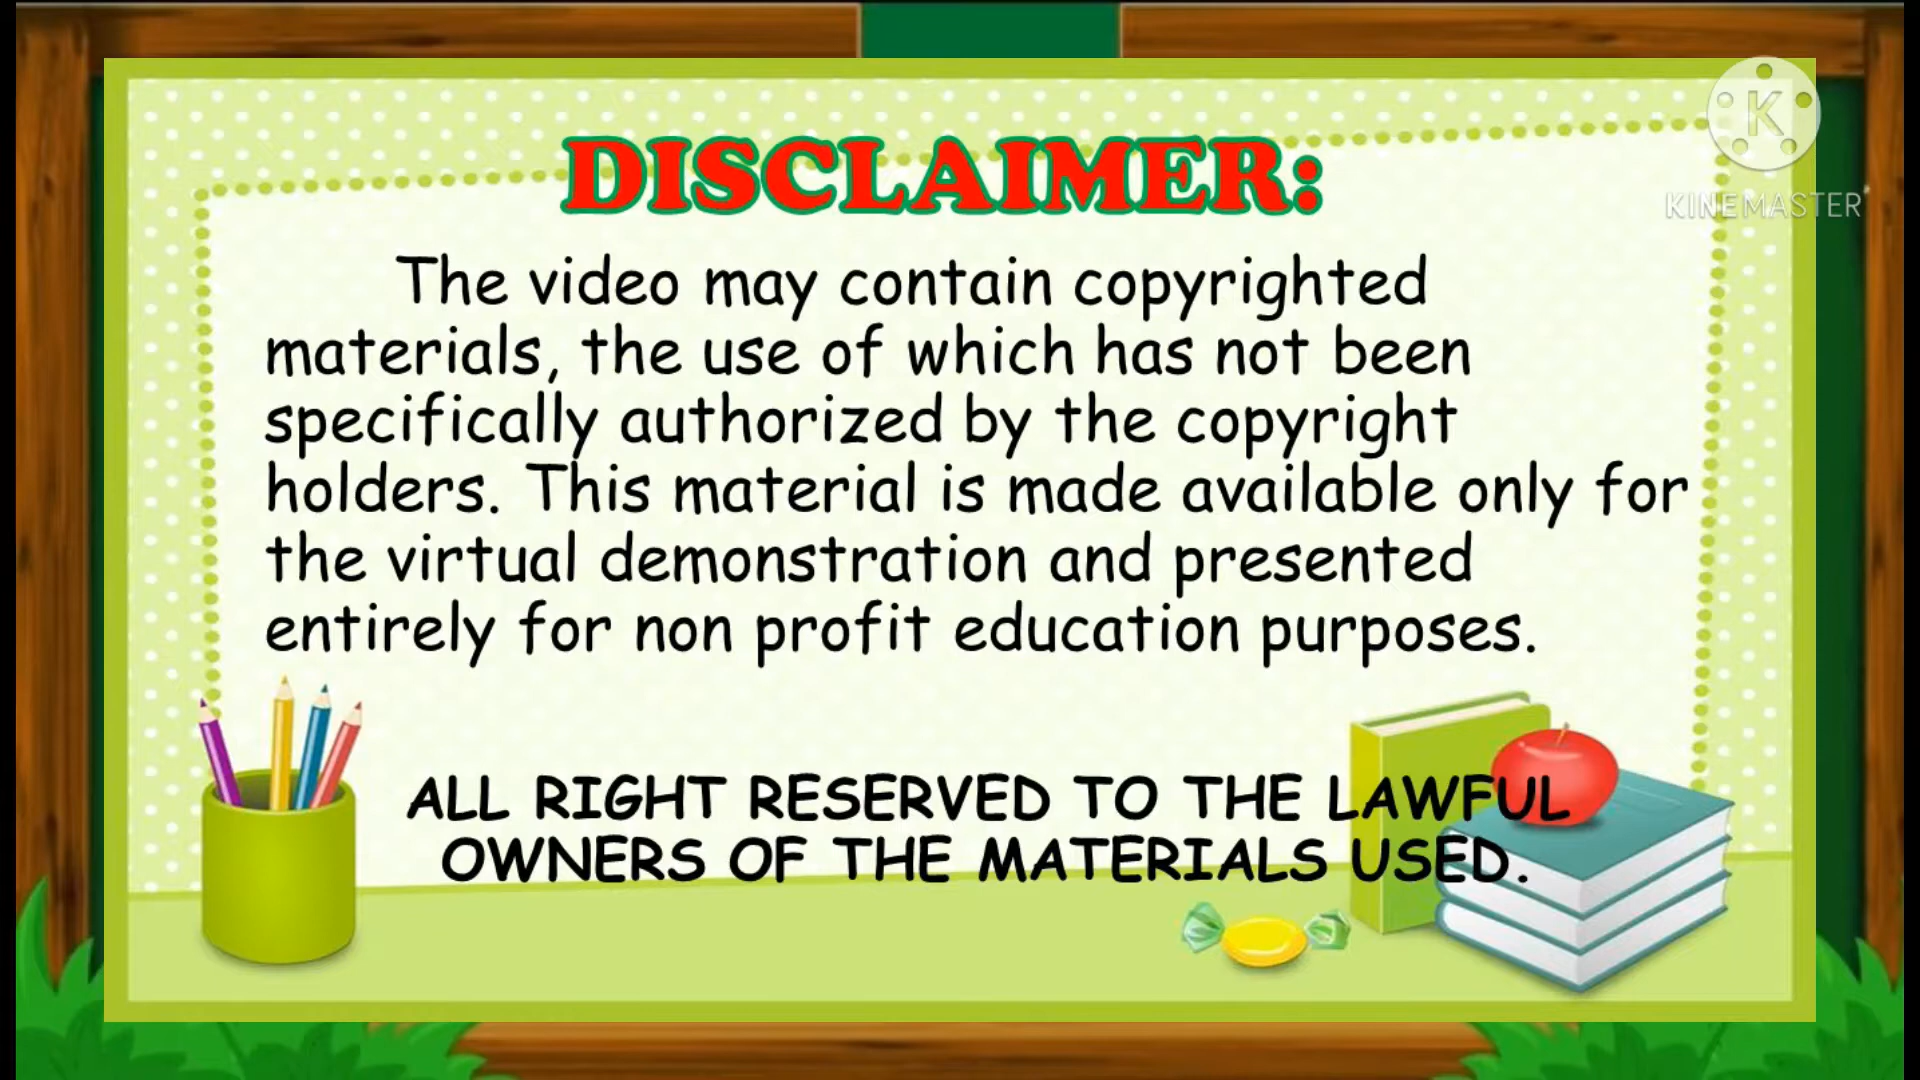 DISCLAIMER:
K
KINEMASTER
The video may contain copyrighted
materials, the use of which has not been
specifically authorized by the copyright
holders. This material is made available only for
the virtual demonstration and presented
entirely for non profit education purposes.
ALL RIGHT RESERVED TO THE LAWFUL
OWNERS OF THE MATERIALS USED.